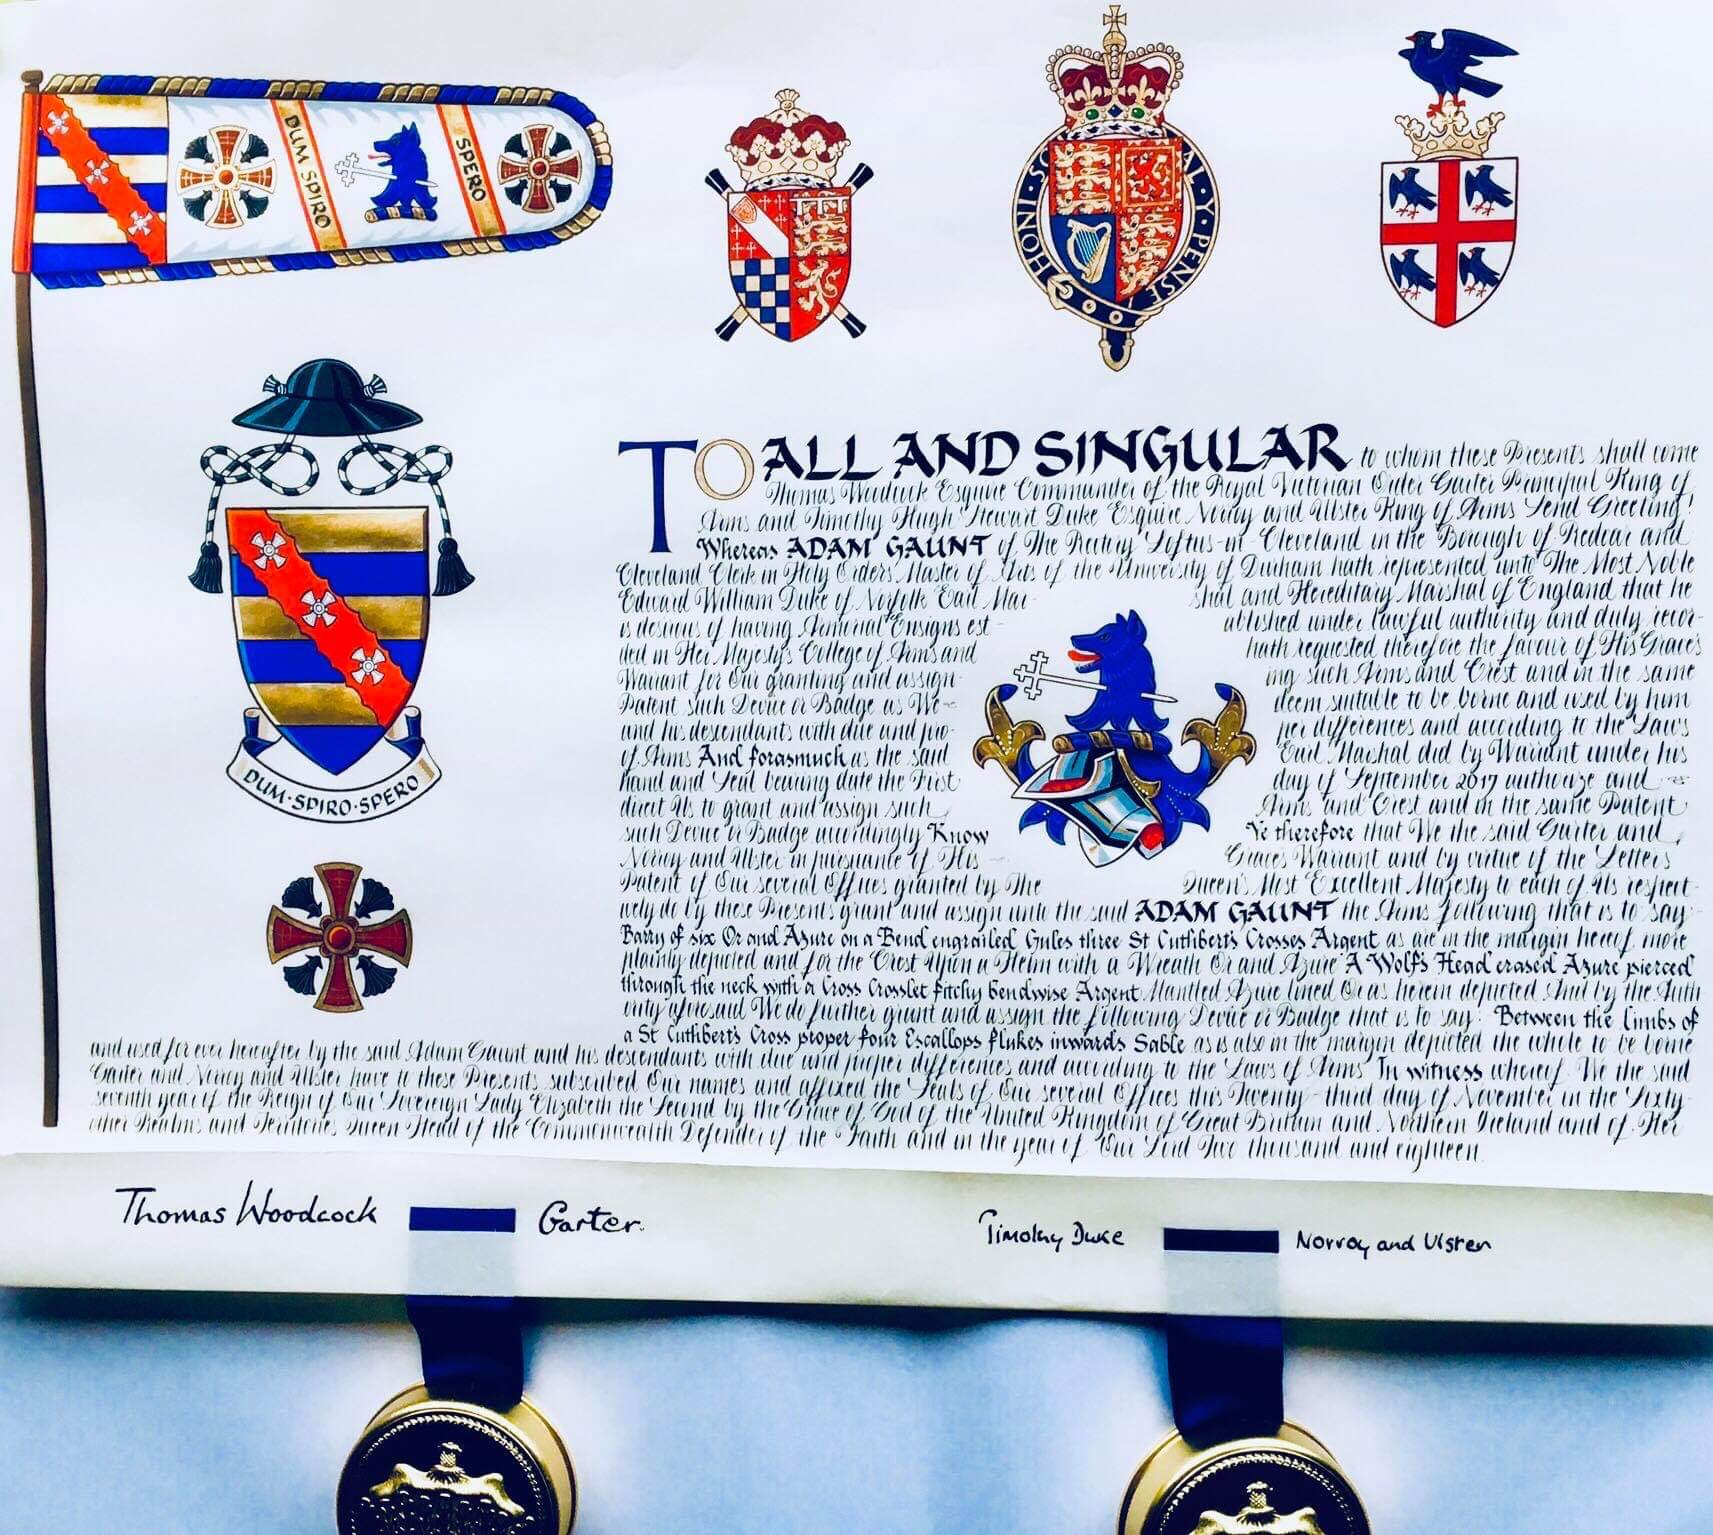 DUM SPIRO
SPERO
HONI SO
AL Y PENSE
DUM·SPIRO·SPERO
TO ALL AND SINGULAR to whom these Presents shall come
Thomas Woodcock Esquire Commander of the Royal Victorian Order Garter Principal King of
Arms and Timothy Hugh Stewart Duke Esquire Norroy and Ulster King of Arms Send Greeting!
Whereas ADAM GAUNT of The Rectory Loftus-in-Cleveland in the Borough of Redcar and
Cleveland Clerk in Holy Orders Master of Arts of the University of Durham hath represented unto The Most Noble
Edward William Duke of Norfolk Earl Mar- shal and Hereditary Marshal of England that he
is desirous of having Armorial Ensigns est- ablished under lawful authority and duly recor-
ded in Her Majesty's College of Arms and hath requested therefore the favour of His Grace's
Warrant for Our granting and assign- ing such Arms and Crest and in the same
Patent such Device or Badge as We deem suitable to be borne and used by him
and his descendants with due and pro- per differences and according to the Laws
of Arms And forasmuch as the said Earl Marshal did by Warrant under his
hand and Seal bearing date the First day of September 2017 authorize and
direct Us to grant and assign such Arms and Crest and in the same Patent
such Device or Badge accordingly Know Ye therefore that We the said Garter and
Norroy and Ulster in pursuance of His Grace's Warrant and by virtue of the Letters
Patent of Our several Offices granted by The Queen's Most Excellent Majesty to each of Us respect-
ively do by these Presents grant and assign unto the said ADAM GAUNT the Arms following that is to say:
Barry of six Or and Azure on a Bend engrailed Gules three St Cuthbert's Crosses Argent as are in the margin hereof more
plainly depicted and for the Crest Upon a Helm with a Wreath Or and Azure A Wolf's Head erased Azure pierced
through the neck with a Cross Crosslet fitchy bendwise Argent Mantled Azure lined Or as herein depicted And by the Auth
ority aforesaid We do further grant and assign the following Device or Badge that is to say: Between the limbs of
a St Cuthbert's Cross proper four Escallops flukes inwards Sable as is also in the margin depicted the whole to be borne
and used for ever hereafter by the said Adam Gaunt and his descendants with due and proper differences and according to the Laws of Arms In witness whereof We the said
Garter and Norroy and Ulster have to these Presents subscribed Our names and affixed the Seals of Our several Offices this Twenty-third day of November in the Sixty-
seventh year of the Reign of Our Sovereign Lady Elizabeth the Second by the Grace of God of the United Kingdom of Great Britain and Northern Ireland and of Her
other Realms and Territories Queen Head of the Commonwealth Defender of the Faith and in the year of Our Lord Two thousand and eighteen.
Thomas Woodcock Garter. Timothy Duke Norroy and Ulster